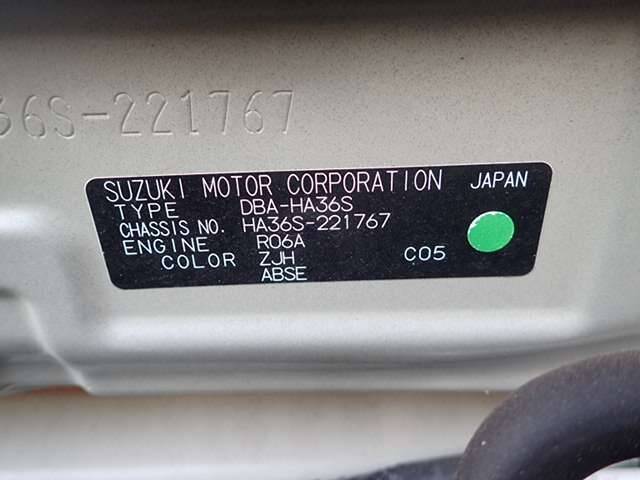 36S-221767
SUZUKI MOTOR CORPORATION JAPAN
TYPE DBA-HA36S
CHASSIS NO. HA36S-221767
ENGINE R06A
COLOR ZJH C05
ABSE